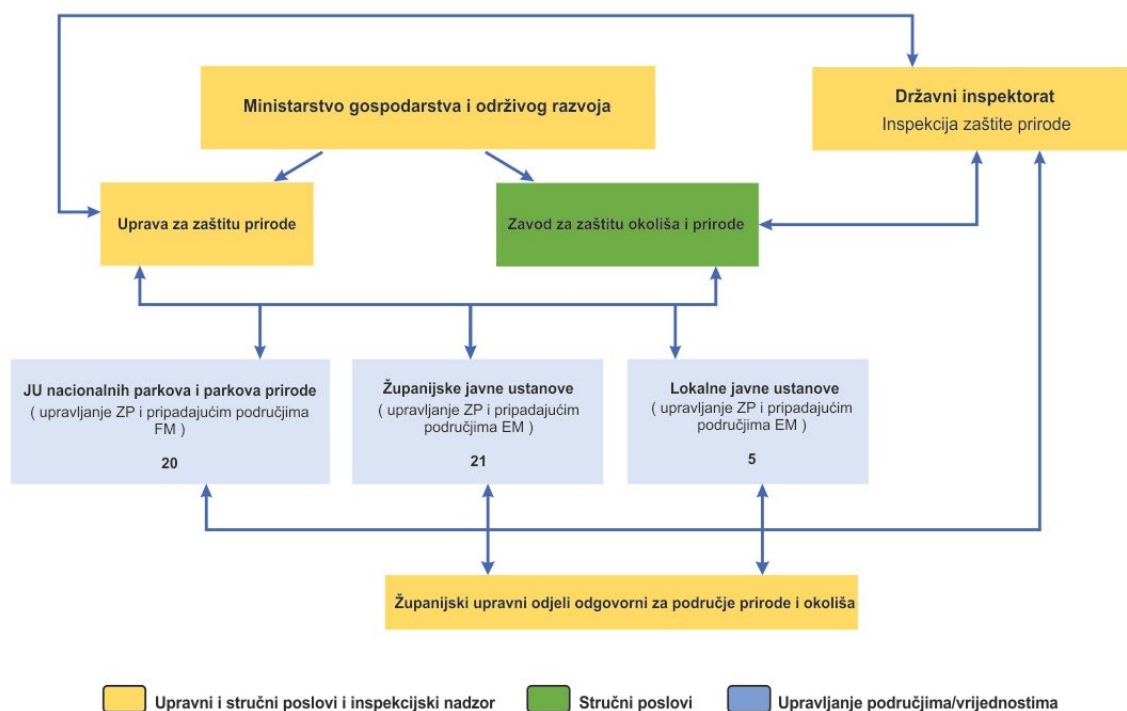 Ministarstvo gospodarstva i održivog razvoja
Državni inspektorat
Inspekcija zaštite prirode
Uprava za zaštitu prirode
Zavod za zaštitu okoliša i prirode
JU nacionalnih parkova i parkova prirode
( upravljanje ZP i pripadajućim područjima
FM )
20
Županijske javne ustanove
( upravljanje ZP i pripadajućim
područjima EM )
21
Lokalne javne ustanove
( upravljanje ZP i pripadajućim
područjima EM )
5
Županijski upravni odjeli odgovorni za područje prirode i okoliša
Upravni i stručni poslovi i inspekcijski nadzor
Stručni poslovi
Upravljanje područjima/vrijednostima